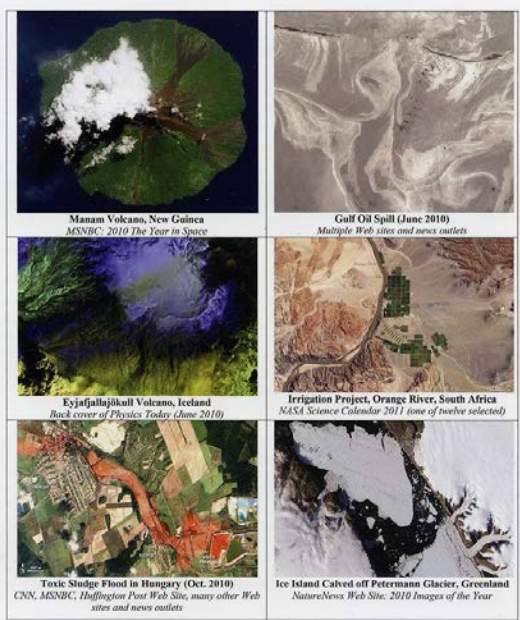 Manam Volcano, New Guinea
MSNBC: 2010 The Year in Space
Gulf Oil Spill (June 2010)
Multiple Web sites and news outlets
Eyjafjallajökull Volcano, Iceland
Back cover of Physics Today (June 2010)
Irrigation Project, Orange River, South Africa
NASA Science Calendar 2011 (one of twelve selected)
Toxic Sludge Flood in Hungary (Oct. 2010)
CNN, MSNBC, Huffington Post Web Site, many other Web
sites and news outlets
Ice Island Calved off Petermann Glacier, Greenland
NatureNews Web Site: 2010 Images of the Year